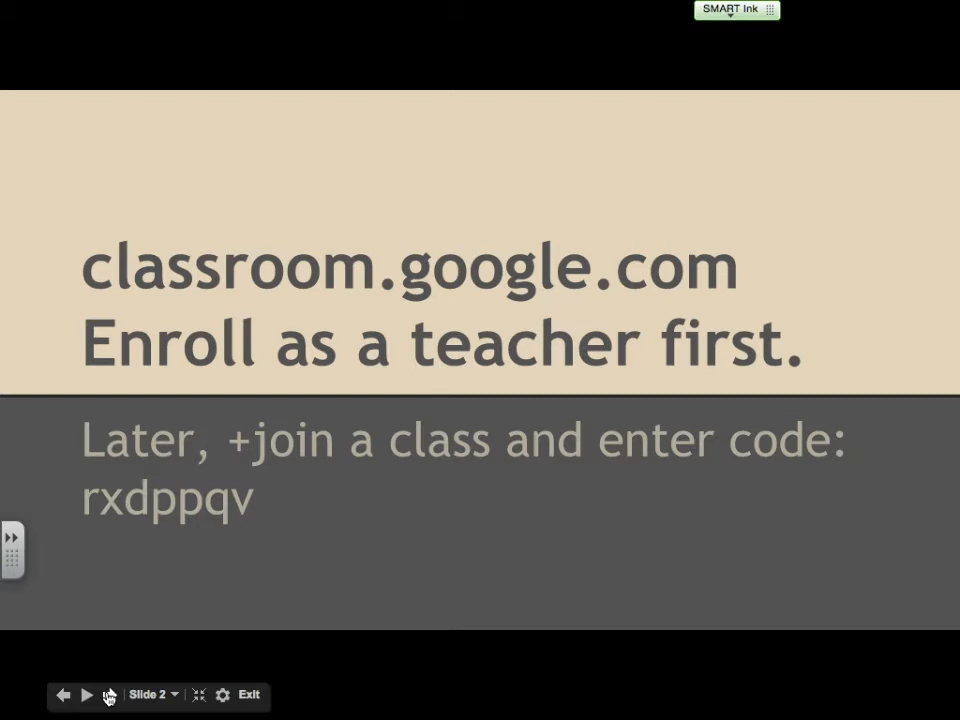 SMART Ink
classroom.google.com
Enroll as a teacher first.
Later, +join a class and enter code:
rxdppqv
Slide 2
Exit